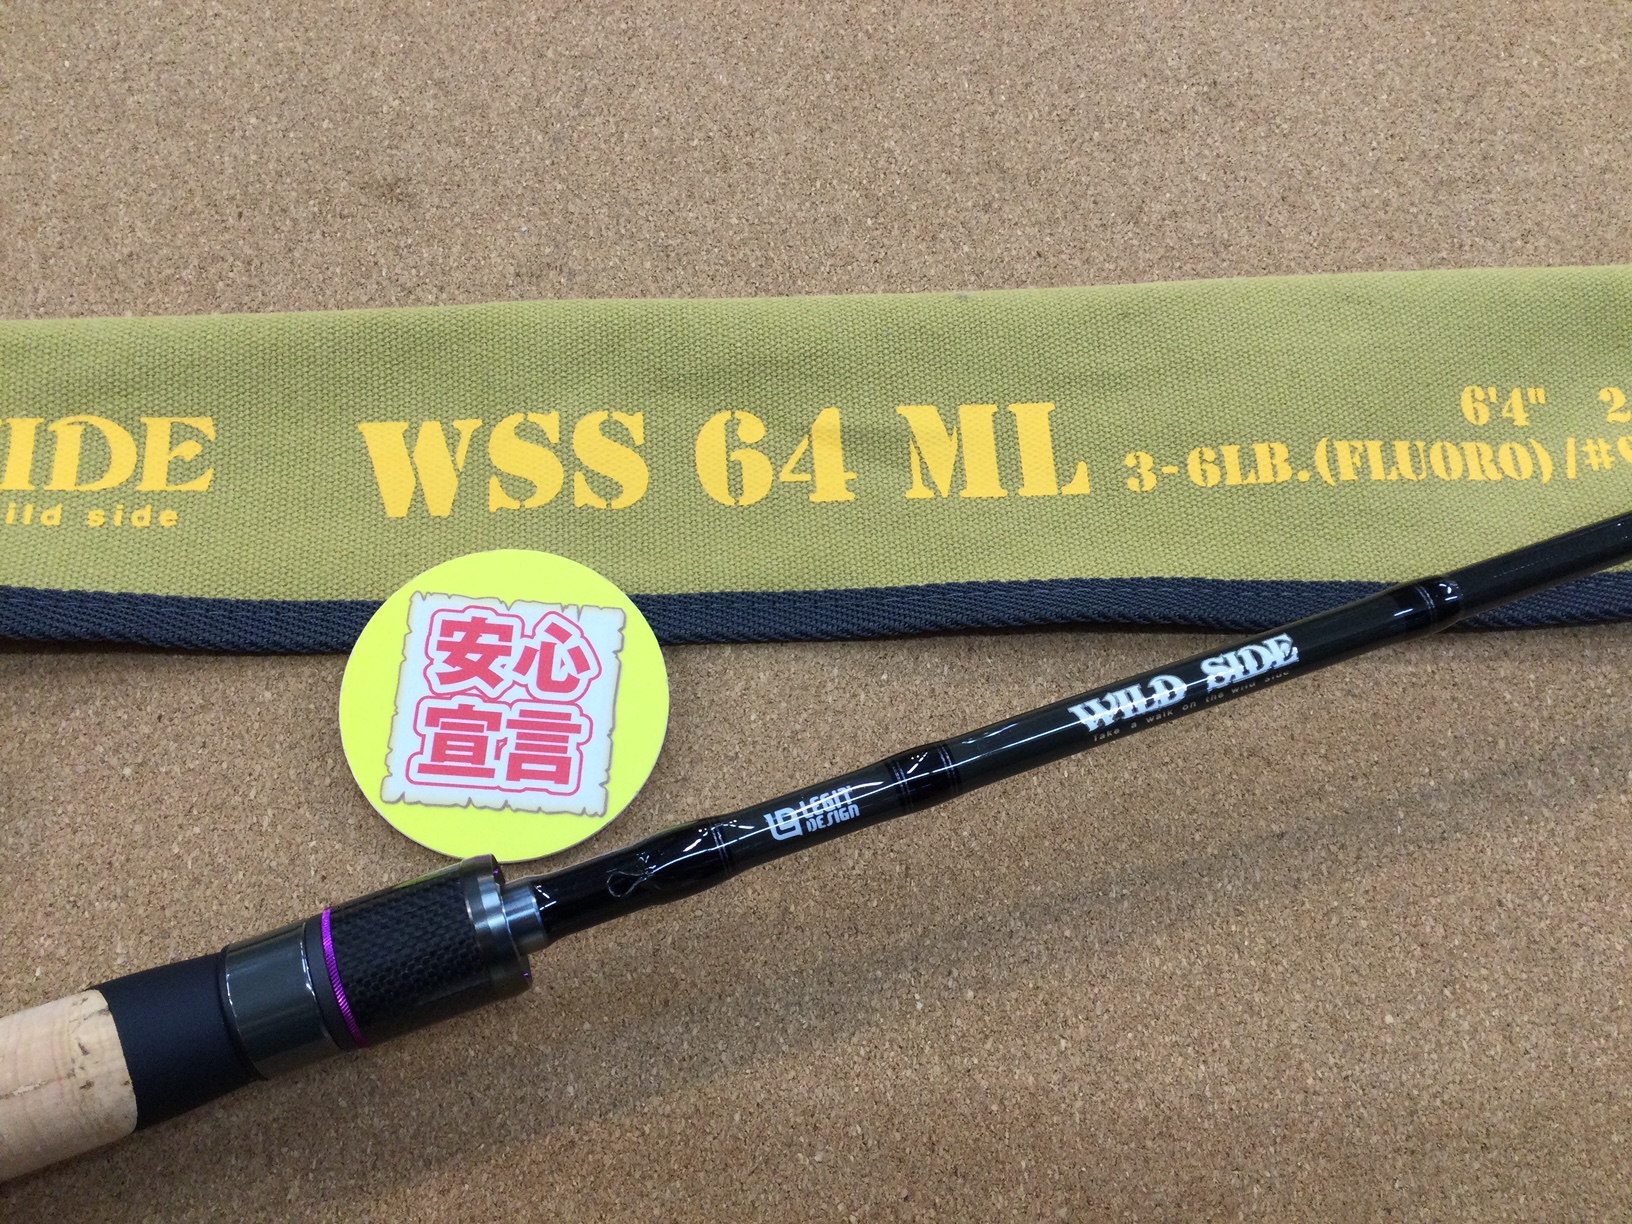 IDE
ild side
WSS 64 ML
6'4" 2
3-6LB.(FLUORO)/#
安心
宣言
WILD SIDE
Take a walk on the wild side
LEGIT
DESIGN